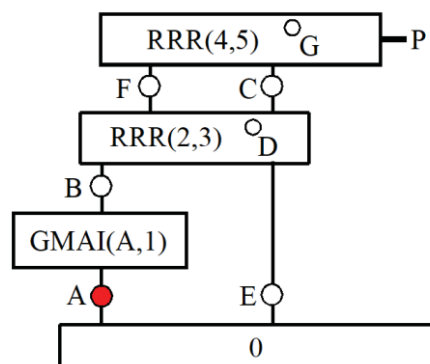 RRR(4,5) G P
F C
RRR(2,3) D
B
GMAI(A,1)
A E
0